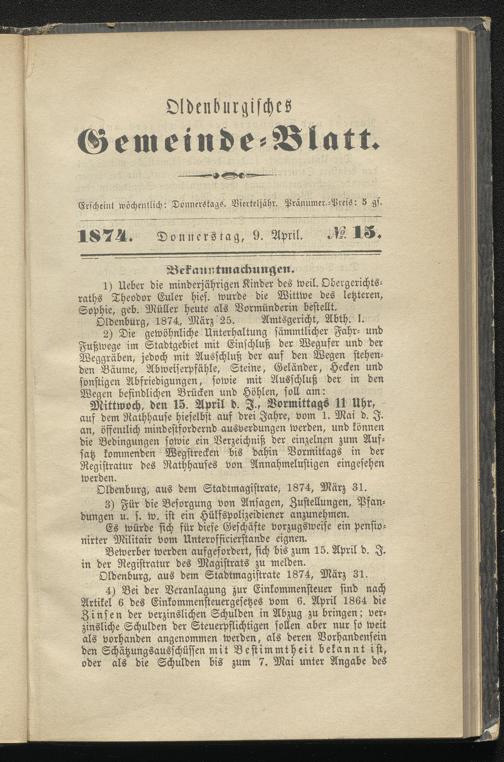 Oldenburgisches
Gemeinde-Blatt.
Erscheint wöchentlich: Donnerstags. Vierteljähr. Pränumer.-Preis: 5 gs.
1874. Donnerstag, 9. April. № 15.
Bekanntmachungen.
1) Ueber die minderjährigen Kinder des weil. Obergerichts-
raths Theodor Euler hies. wurde die Wittwe des letzteren,
Sophie, geb. Müller heute als Vormünderin bestellt.
Oldenburg, 1874, März 25. Amtsgericht, Abth. I.
2) Die gewöhnliche Unterhaltung sämmtlicher Fahr- und
Fußwege im Stadtgebiet mit Einschluß der Wegufer und der
Weggräben, jedoch mit Ausschluß der auf den Wegen stehen-
den Bäume, Abweiserpfähle, Steine, Geländer, Hecken und
sonstigen Abfriedigungen, sowie mit Ausschluß der in den
Wegen befindlichen Brücken und Höhlen, soll am:
Mittwoch, den 15. April d. J., Vormittags 11 Uhr,
auf dem Rathhause hieselbst auf drei Jahre, vom 1. Mai d. J.
an, öffentlich mindestfordernd ausverdungen werden, und können
die Bedingungen sowie ein Verzeichniß der einzelnen zum Auf-
satz kommenden Wegstrecken bis dahin Vormittags in der
Registratur des Rathhauses von Annahmelustigen eingesehen
werden.
Oldenburg, aus dem Stadtmagistrate, 1874, März 31.
3) Für die Besorgung von Ansagen, Zustellungen, Pfän-
dungen u. s. w. ist ein Hülfspolizeidiener anzunehmen.
Es würde sich für diese Geschäfte vorzugsweise ein pensio-
nirter Militair vom Unterofficierstande eignen.
Bewerber werden aufgefordert, sich bis zum 15. April d. J.
in der Registratur des Magistrats zu melden.
Oldenburg, aus dem Stadtmagistrate 1874, März 31.
4) Bei der Veranlagung zur Einkommensteuer sind nach
Artikel 6 des Einkommensteuergesetzes vom 6. April 1864 die
Zinsen der verzinslichen Schulden in Abzug zu bringen; ver-
zinsliche Schulden der Steuerpflichtigen sollen aber nur so weit
als vorhanden angenommen werden, als deren Vorhandensein
den Schätzungsausschüssen mit Bestimmtheit bekannt ist,
oder als die Schulden bis zum 7. Mai unter Angabe des